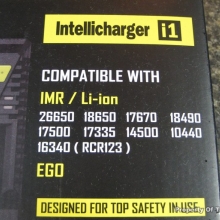 Intellicharger i1
COMPATIBLE WITH
IMR / Li-ion
26650 18650 17670 18490
17500 17335 14500 10440
16340 ( RCR123 )
EGO
DESIGNED FOR TOP SAFETY IN USE